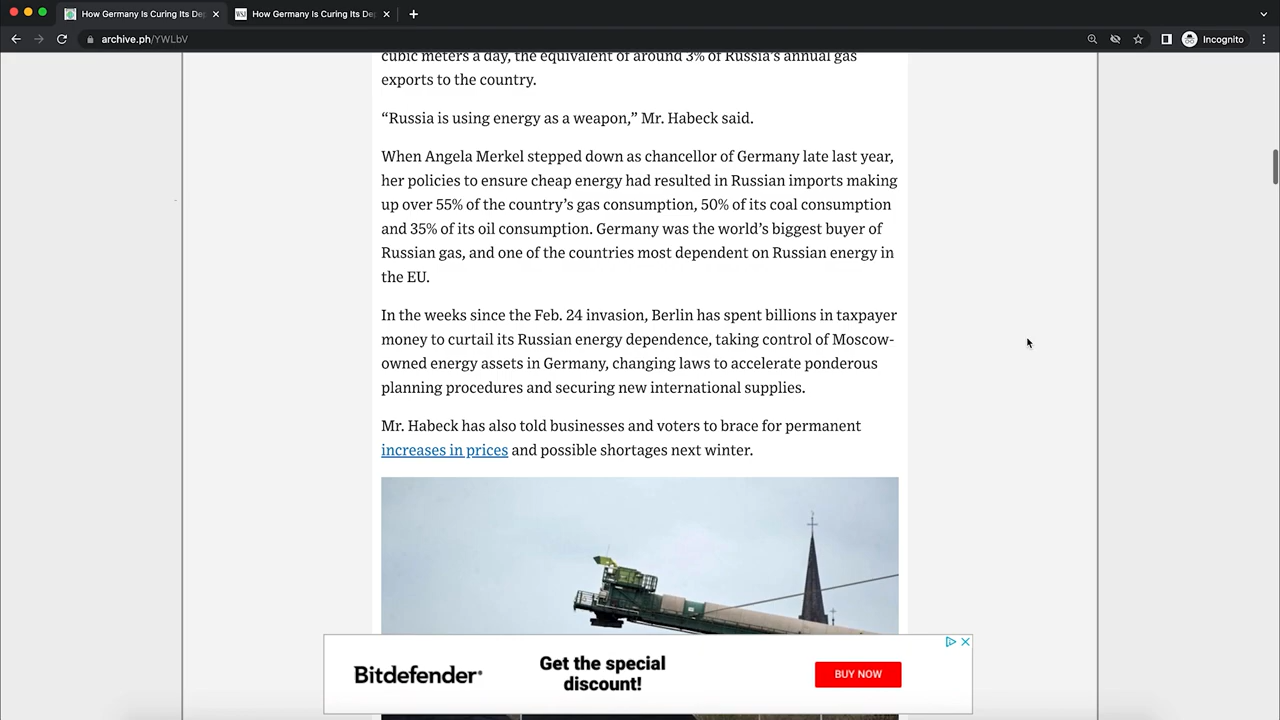 How Germany Is Curing Its Dep
WSJ How Germany Is Curing Its Dep
archive.ph/YWLbV
Incognito
cubic meters a day, the equivalent of around 3% of Russia's annual gas
exports to the country.
“Russia is using energy as a weapon,” Mr. Habeck said.
When Angela Merkel stepped down as chancellor of Germany late last year,
her policies to ensure cheap energy had resulted in Russian imports making
up over 55% of the country’s gas consumption, 50% of its coal consumption
and 35% of its oil consumption. Germany was the world’s biggest buyer of
Russian gas, and one of the countries most dependent on Russian energy in
the EU.
In the weeks since the Feb. 24 invasion, Berlin has spent billions in taxpayer
money to curtail its Russian energy dependence, taking control of Moscow-
owned energy assets in Germany, changing laws to accelerate ponderous
planning procedures and securing new international supplies.
Mr. Habeck has also told businesses and voters to brace for permanent
increases in prices and possible shortages next winter.
Bitdefender®
Get the special
discount!
BUY NOW